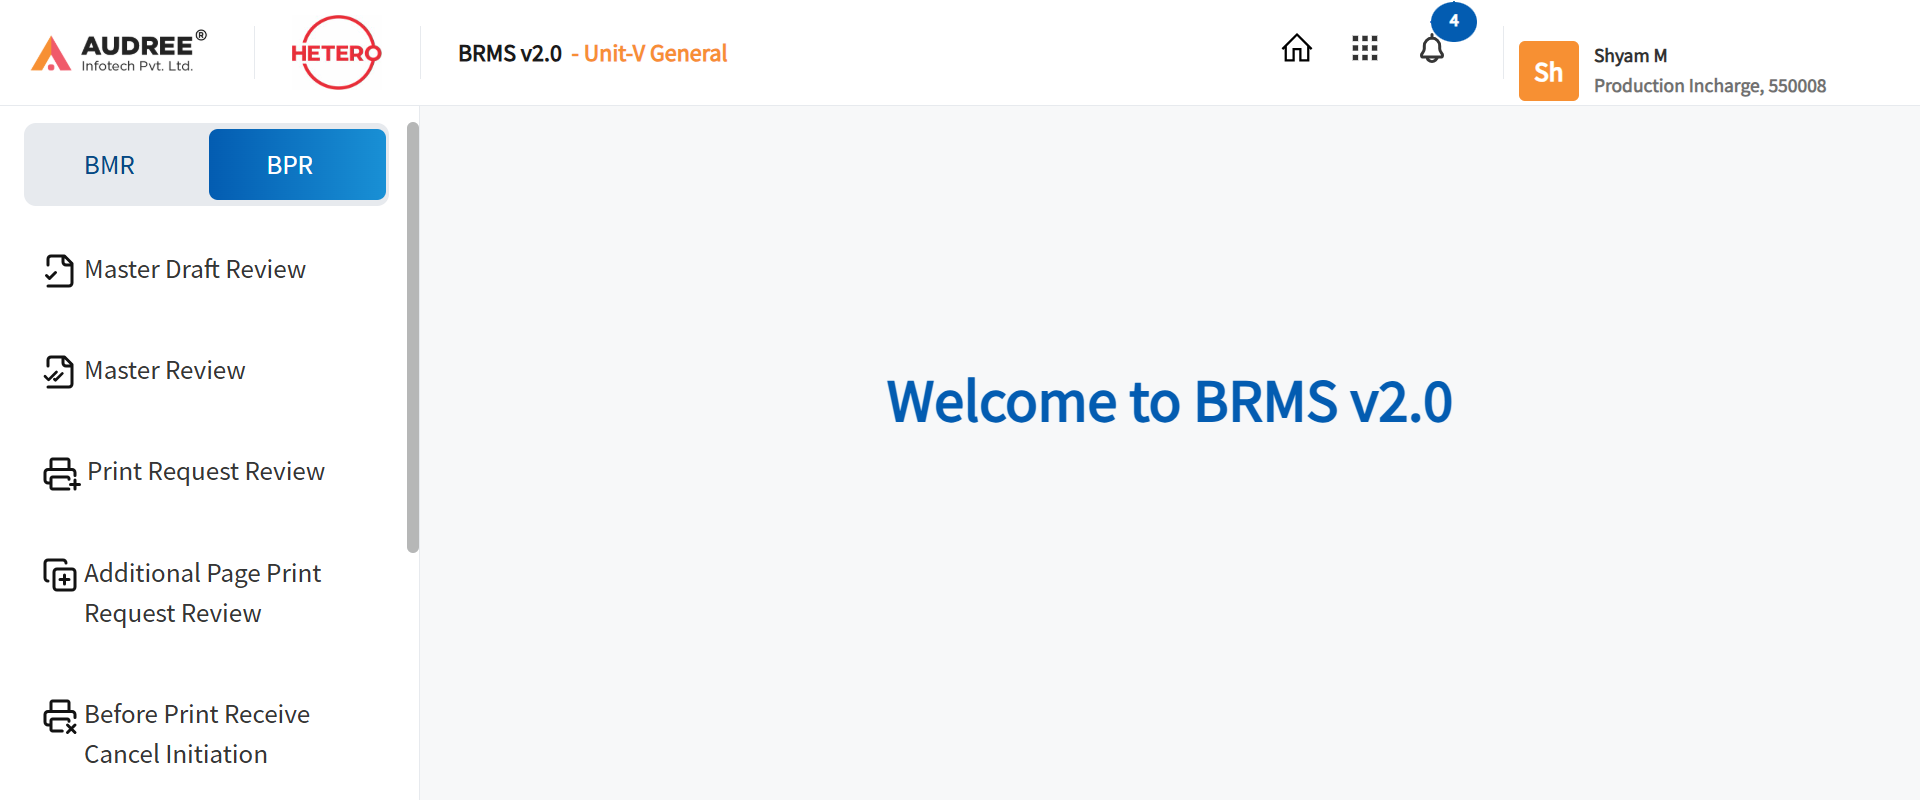 AUDREE®
Infotech Pvt. Ltd.
HETERO
BRMS v2.0 - Unit-V General
4
Sh
Shyam M
Production Incharge, 550008
BMR
BPR
Master Draft Review
Master Review
Print Request Review
Additional Page Print
Request Review
Before Print Receive
Cancel Initiation
Welcome to BRMS v2.0